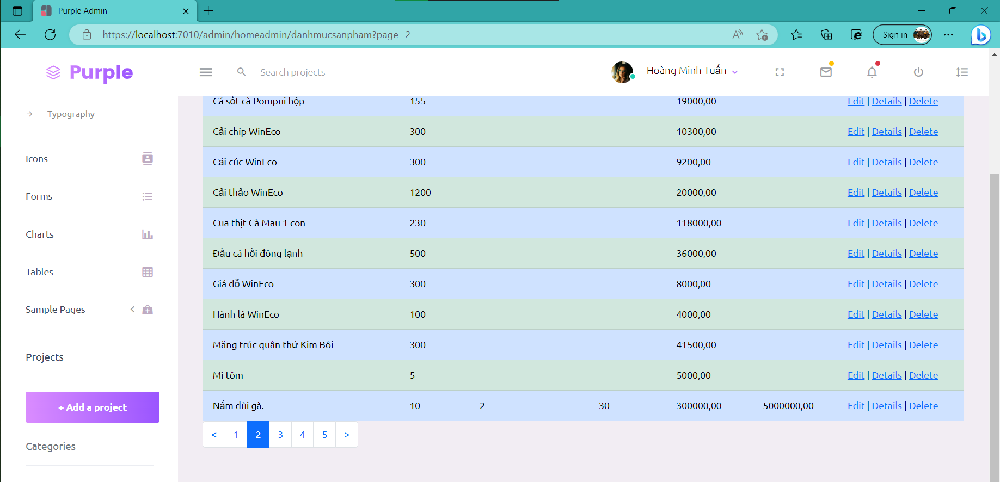 Purple Admin
https://localhost:7010/admin/homeadmin/danhmucsanpham?page=2
Sign in
Purple
Search projects
Hoàng Minh Tuấn
Typography
Icons
Forms
Charts
Tables
Sample Pages
Projects
+ Add a project
Categories
Cá sốt cà Pompui hộp 155 19000,00 Edit | Details | Delete
Cải chíp WinEco 300 10300,00 Edit | Details | Delete
Cải cúc WinEco 300 9200,00 Edit | Details | Delete
Cải thảo WinEco 1200 20000,00 Edit | Details | Delete
Cua thịt Cà Mau 1 con 230 118000,00 Edit | Details | Delete
Đầu cá hồi đông lạnh 500 36000,00 Edit | Details | Delete
Giá đỗ WinEco 300 8000,00 Edit | Details | Delete
Hành lá WinEco 100 4000,00 Edit | Details | Delete
Măng trúc quân thử Kim Bôi 300 41500,00 Edit | Details | Delete
Mì tôm 5 5000,00 Edit | Details | Delete
Nấm đùi gà. 10 2 30 300000,00 5000000,00 Edit | Details | Delete
< 1 2 3 4 5 >